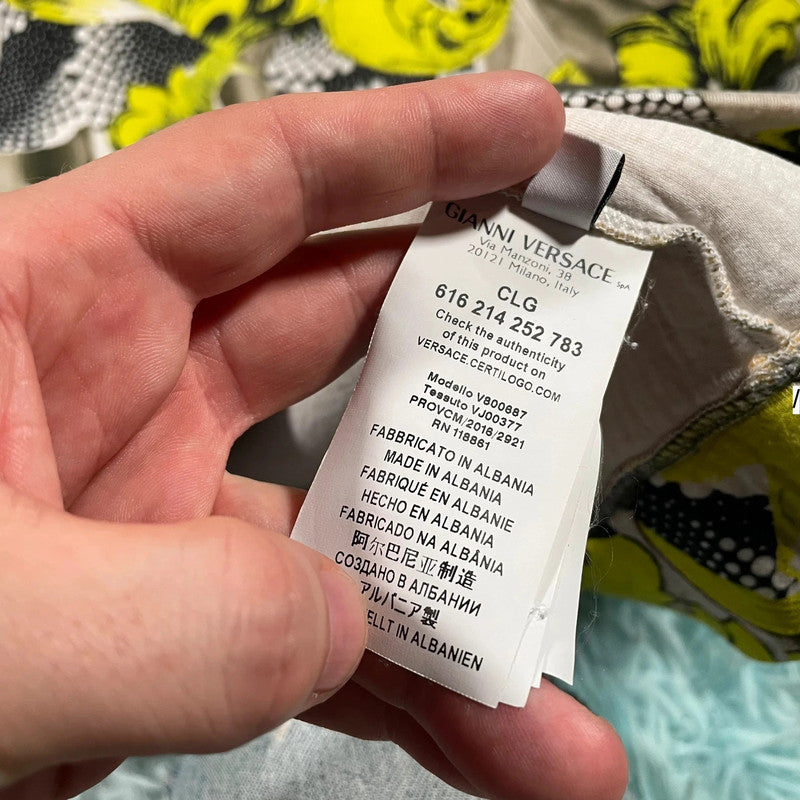 GIANNI VERSACE SpA
Via Manzoni, 38
20121 Milano, Italy
CLG
616 214 252 783
Check the authenticity
of this product on
VERSACE.CERTILOGO.COM
Modello V800687
Tessuto VJ00377
PROVCM/2016/2921
RN 118861
FABBRICATO IN ALBANIA
MADE IN ALBANIA
FABRIQUÉ EN ALBANIE
HECHO EN ALBANIA
FABRICADO NA ALBÂNIA
阿尔巴尼亚制造
СОЗДАНО В АЛБАНИИ
アルバニア製
ELLT IN ALBANIEN